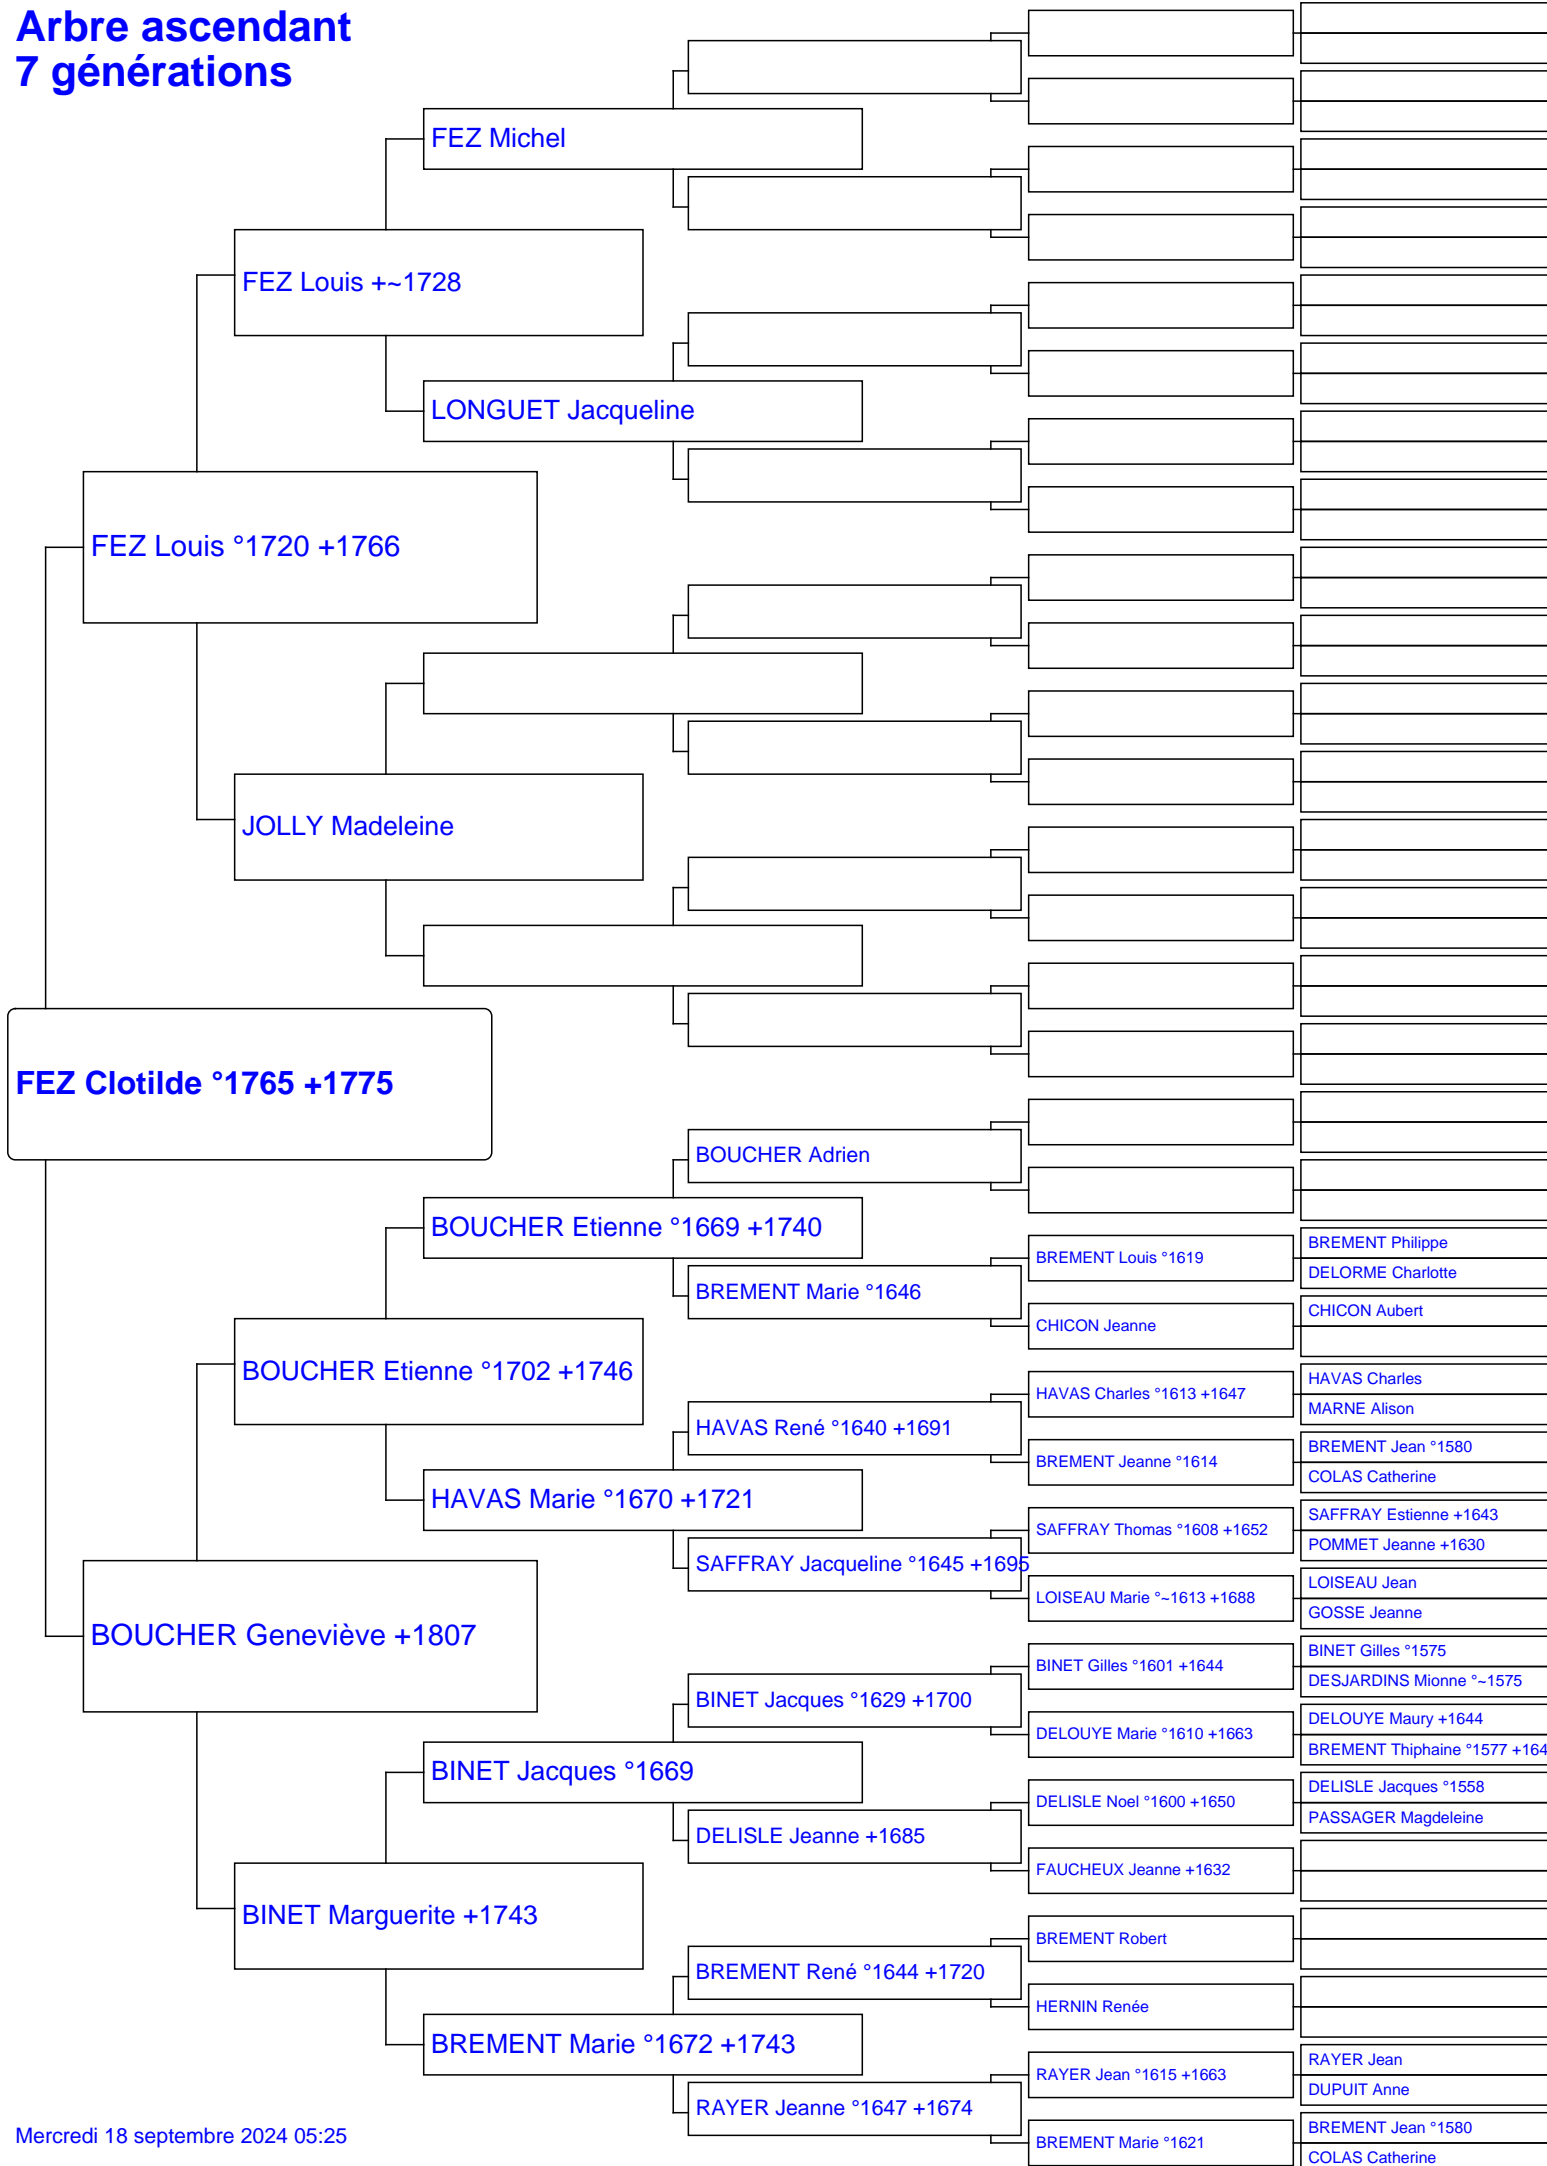 Arbre ascendant
7 générations
FEZ Michel
FEZ Louis +~1728
LONGUET Jacqueline
FEZ Louis °1720 +1766
JOLLY Madeleine
FEZ Clotilde °1765 +1775
BOUCHER Adrien
BOUCHER Etienne °1669 +1740
BREMENT Philippe
BREMENT Louis °1619
DELORME Charlotte
BREMENT Marie °1646
CHICON Aubert
CHICON Jeanne
BOUCHER Etienne °1702 +1746
HAVAS Charles
HAVAS Charles °1613 +1647
MARNE Alison
HAVAS René °1640 +1691
BREMENT Jean °1580
BREMENT Jeanne °1614
COLAS Catherine
HAVAS Marie °1670 +1721
SAFFRAY Estienne +1643
SAFFRAY Thomas °1608 +1652
POMMET Jeanne +1630
SAFFRAY Jacqueline °1645 +1695
LOISEAU Jean
LOISEAU Marie °~1613 +1688
GOSSE Jeanne
BOUCHER Geneviève +1807
BINET Gilles °1575
BINET Gilles °1601 +1644
DESJARDINS Mionne °~1575
BINET Jacques °1629 +1700
DELOUYE Maury +1644
DELOUYE Marie °1610 +1663
BREMENT Thiphaine °1577 +164
BINET Jacques °1669
DELISLE Jacques °1558
DELISLE Noel °1600 +1650
PASSAGER Magdeleine
DELISLE Jeanne +1685
FAUCHEUX Jeanne +1632
BINET Marguerite +1743
BREMENT Robert
BREMENT René °1644 +1720
HERNIN Renée
BREMENT Marie °1672 +1743
RAYER Jean
RAYER Jean °1615 +1663
DUPUIT Anne
RAYER Jeanne °1647 +1674
BREMENT Jean °1580
BREMENT Marie °1621
COLAS Catherine
Mercredi 18 septembre 2024 05:25